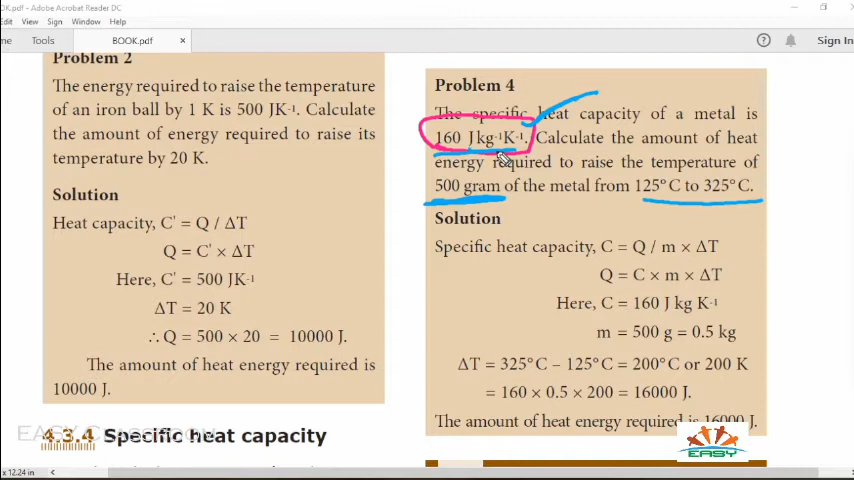 OK.pdf - Adobe Acrobat Reader DC
Edit View Sign Window Help
me Tools BOOK.pdf × Sign In
Problem 2
The energy required to raise the temperature
of an iron ball by 1 K is 500 JK⁻¹. Calculate
the amount of energy required to raise its
temperature by 20 K.
Solution
Heat capacity, C' = Q / ΔT
Q = C' × ΔT
Here, C' = 500 JK⁻¹
ΔT = 20 K
∴ Q = 500 × 20 = 10000 J.
The amount of heat energy required is
10000 J.
4.3.4 Specific heat capacity
Problem 4
The specific heat capacity of a metal is
160 J kg⁻¹K⁻¹. Calculate the amount of heat
energy required to raise the temperature of
500 gram of the metal from 125° C to 325° C.
Solution
Specific heat capacity, C = Q / m × ΔT
Q = C × m × ΔT
Here, C = 160 J kg K⁻¹
m = 500 g = 0.5 kg
ΔT = 325° C – 125° C = 200° C or 200 K
= 160 × 0.5 × 200 = 16000 J.
The amount of heat energy required is 16000 J.
EASY CLASSROOM
EASY
x 12.24 in